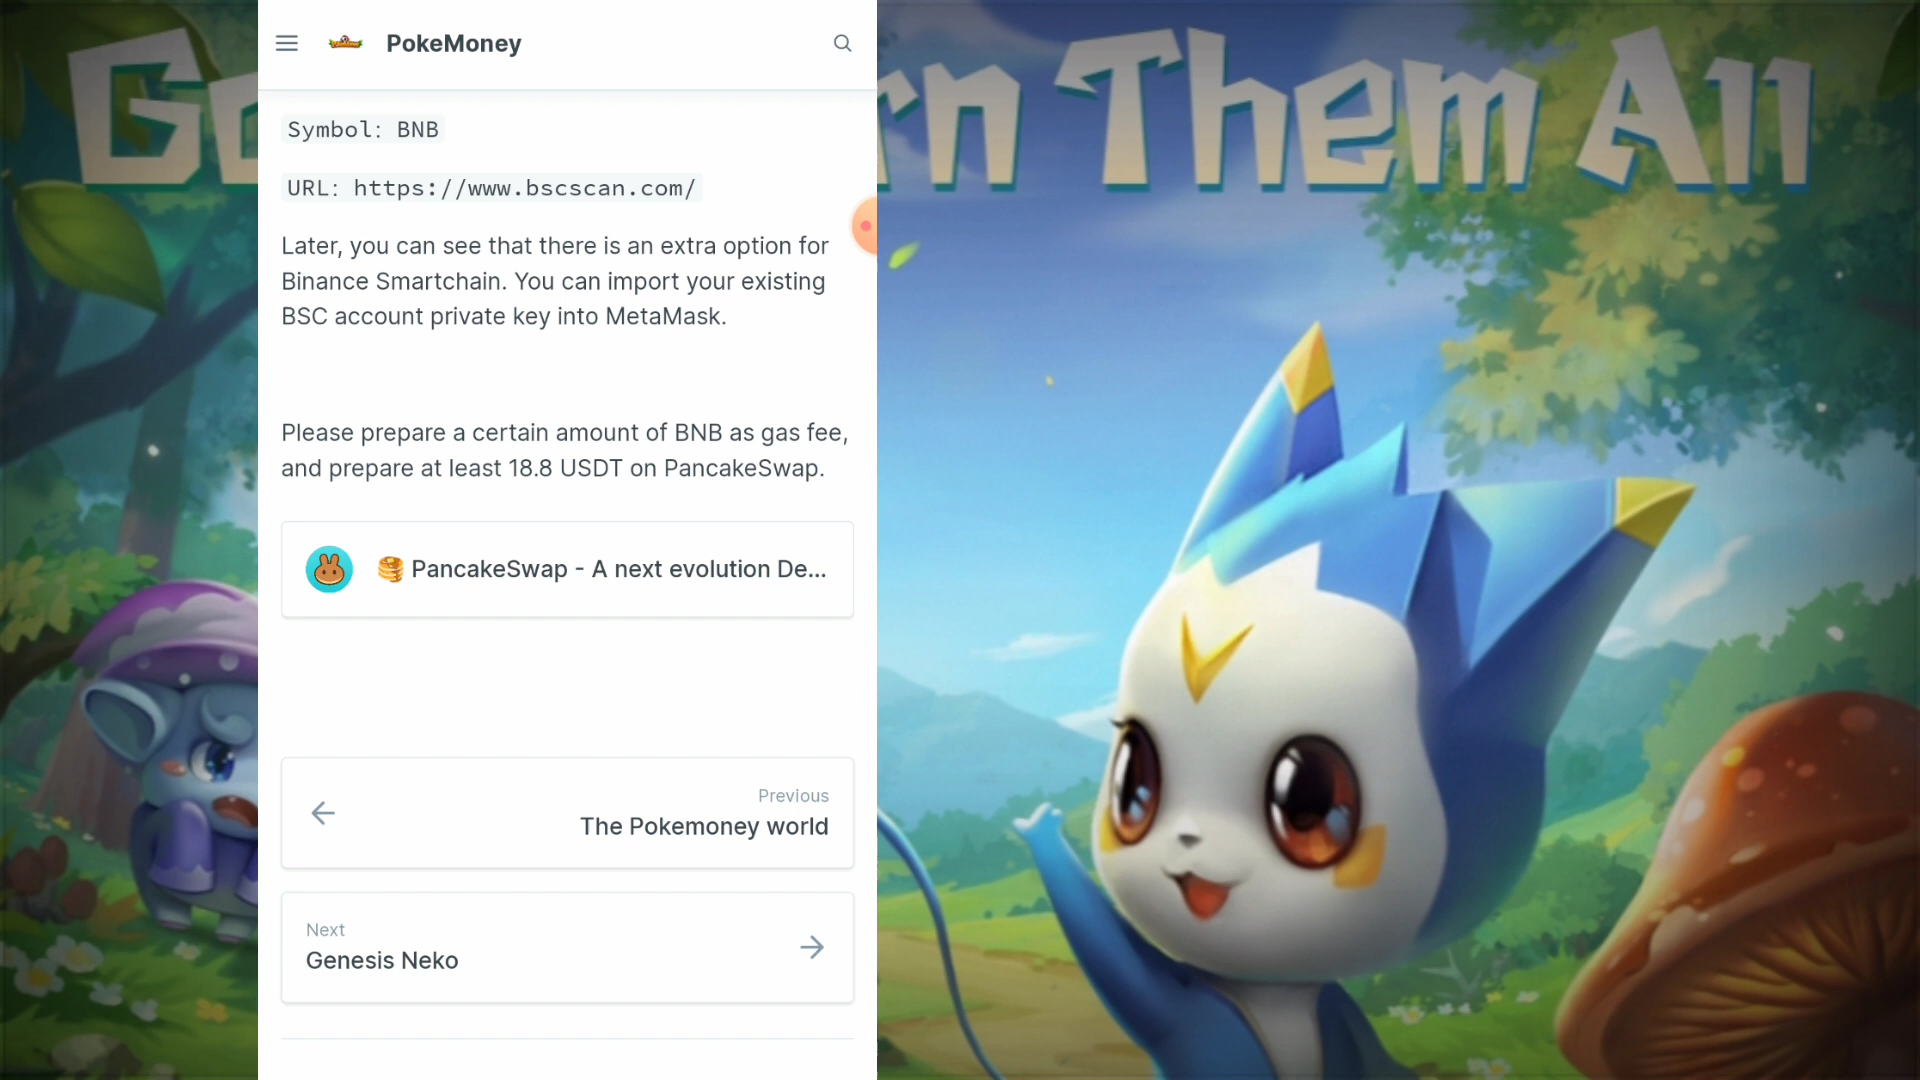 PokeMoney
Symbol: BNB
URL: https://www.bscscan.com/
Later, you can see that there is an extra option for
Binance Smartchain. You can import your existing
BSC account private key into MetaMask.
Please prepare a certain amount of BNB as gas fee,
and prepare at least 18.8 USDT on PancakeSwap.
🥞 PancakeSwap - A next evolution De...
Previous
The Pokemoney world
Next
Genesis Neko
Them All